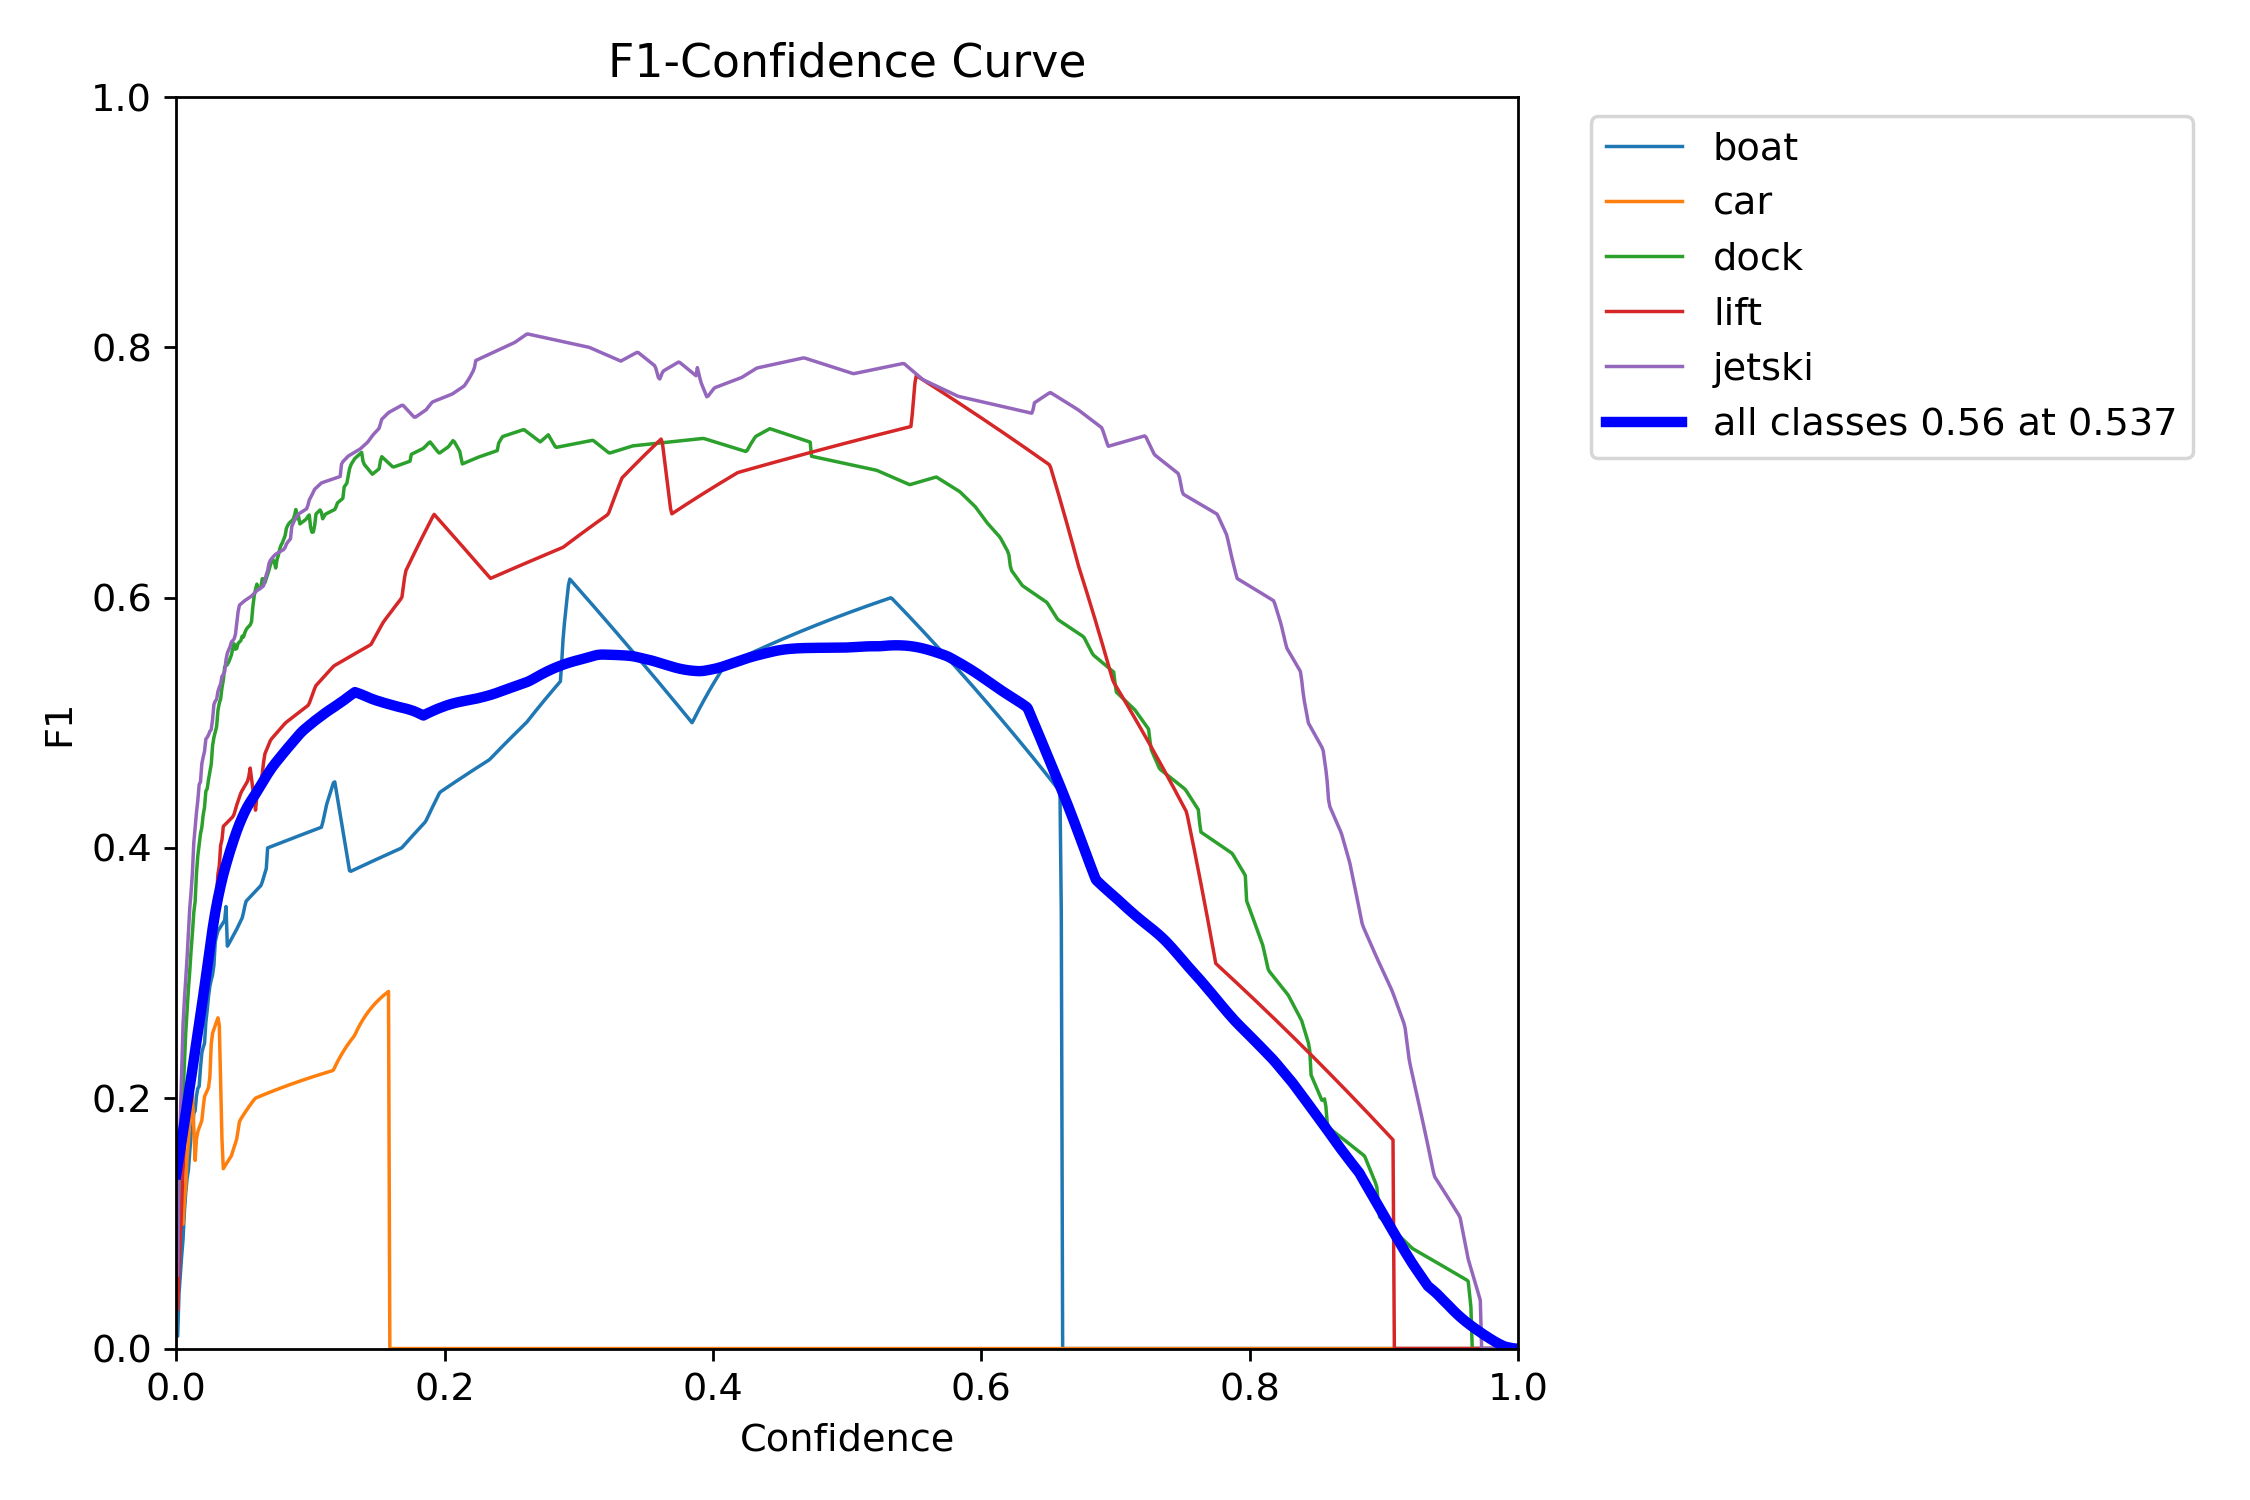 F1-Confidence Curve
1.0
0.8
0.6
0.4
0.2
0.0
F1
0.0 0.2 0.4 0.6 0.8 1.0
Confidence
boat
car
dock
lift
jetski
all classes 0.56 at 0.537